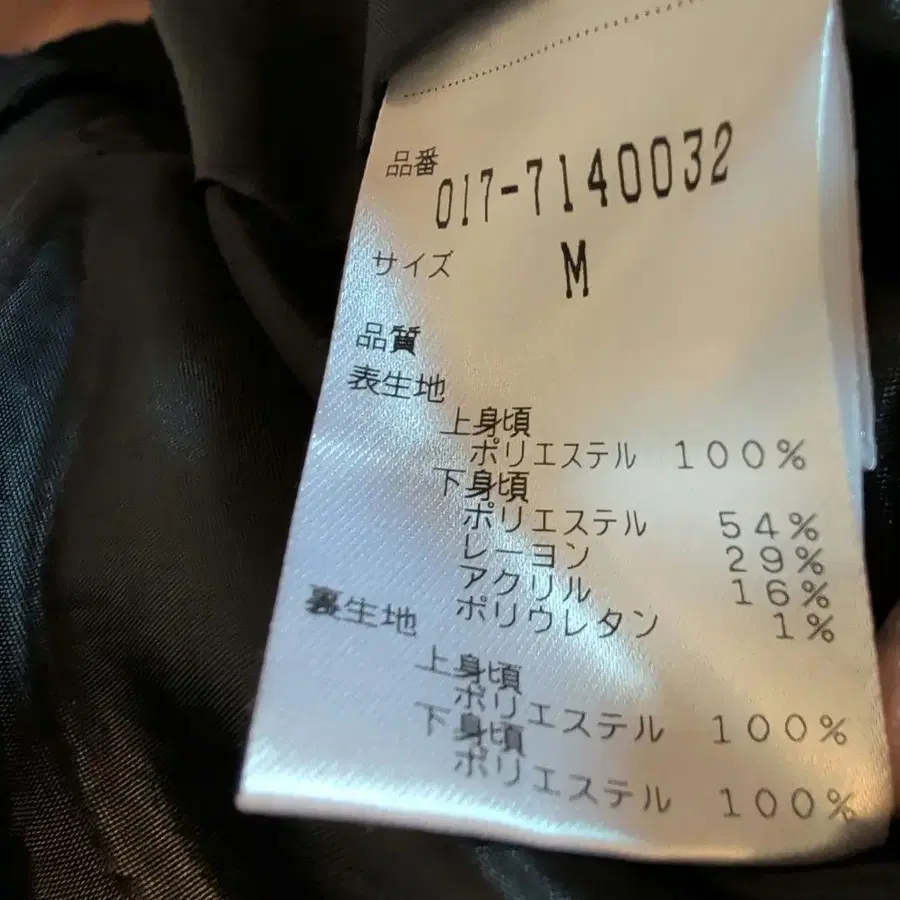 品番 017-7140032
サイズ M
品質
表生地
上身頃
ポリエステル 100%
下身頃
ポリエステル 54%
レーヨン 29%
アクリル 16%
ポリウレタン 1%
裏生地
上身頃
ポリエステル 100%
下身頃
ポリエステル 100%